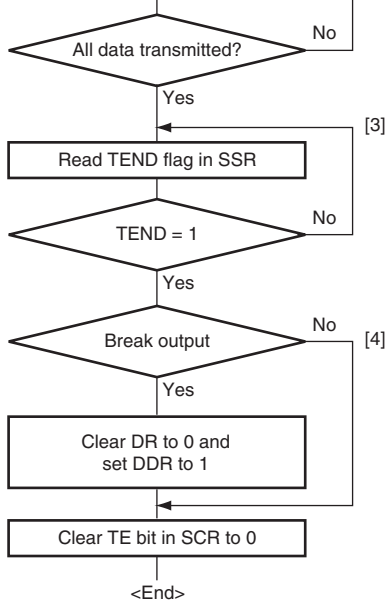 All data transmitted?
No
Yes
[3]
Read TEND flag in SSR
TEND = 1
No
Yes
Break output
No
[4]
Yes
Clear DR to 0 and
set DDR to 1
Clear TE bit in SCR to 0
<End>